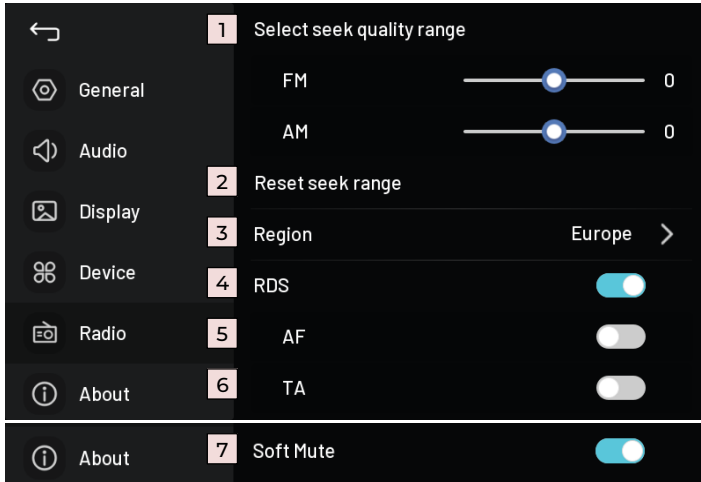 1 Select seek quality range
General FM 0
Audio AM 0
2 Reset seek range
Display
3 Region Europe
Device 4 RDS
Radio 5 AF
About 6 TA
About 7 Soft Mute